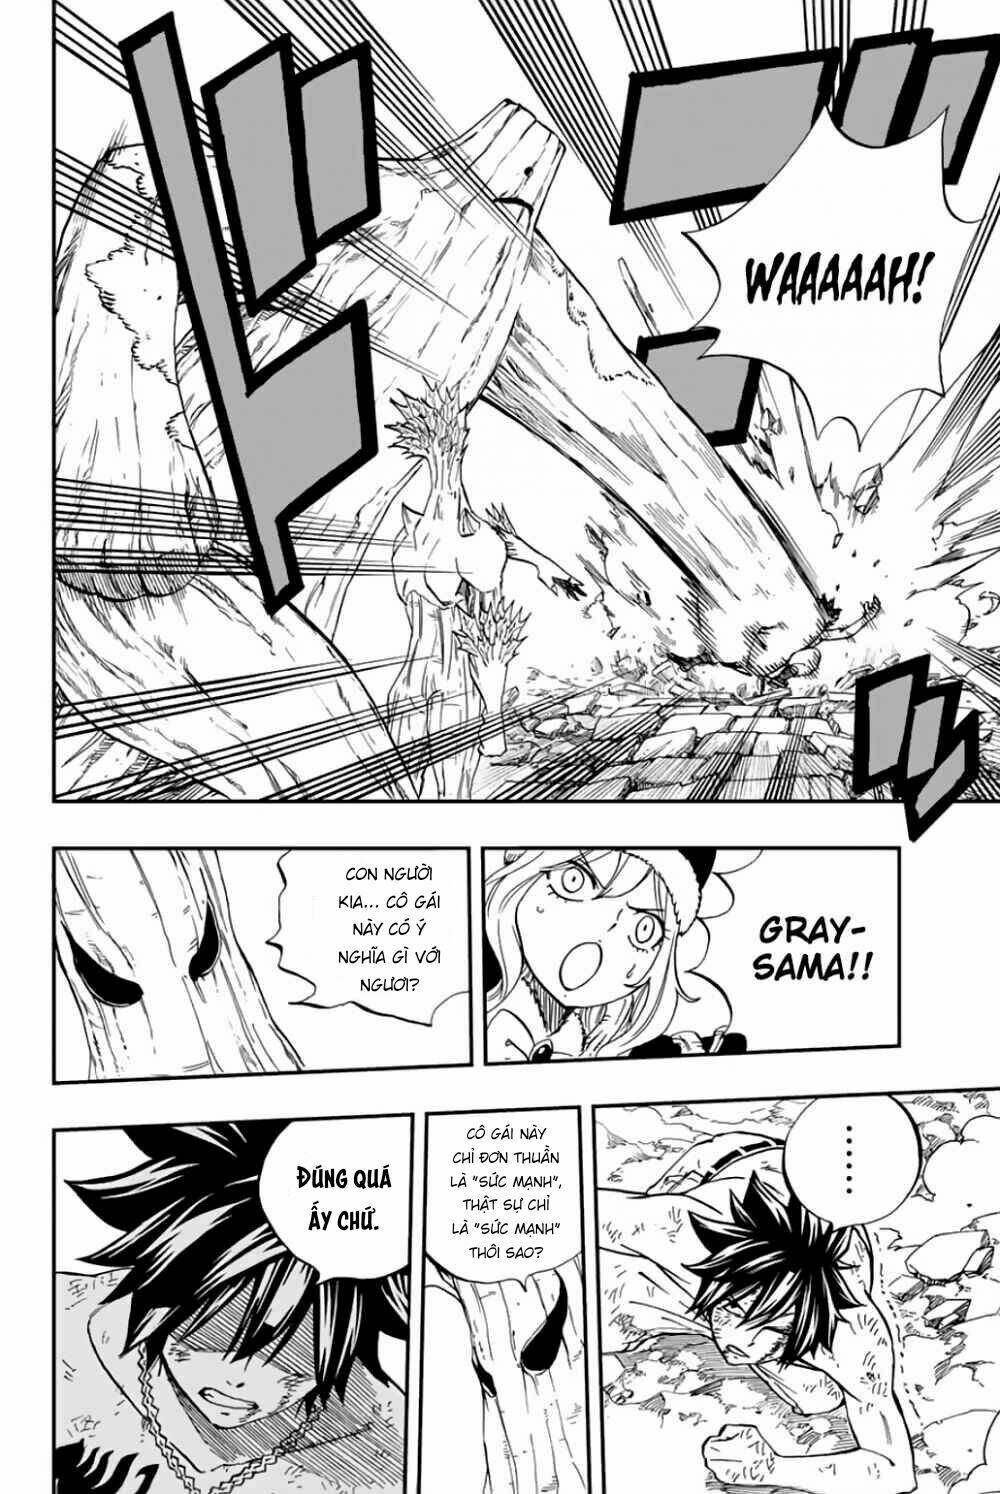 WAAAAAH!
GRAY-
SAMA!!
CON NGƯỜI
KIA... CÔ GÁI
NÀY CÓ Ý
NGHĨA GÌ VỚI
NGƯƠI?
......
CÔ GÁI NÀY
CHỈ ĐƠN THUẦN
LÀ "SỨC MẠNH",
THẬT SỰ CHỈ
LÀ "SỨC MẠNH"
THÔI SAO?
ĐÚNG QUÁ
ẤY CHỨ.